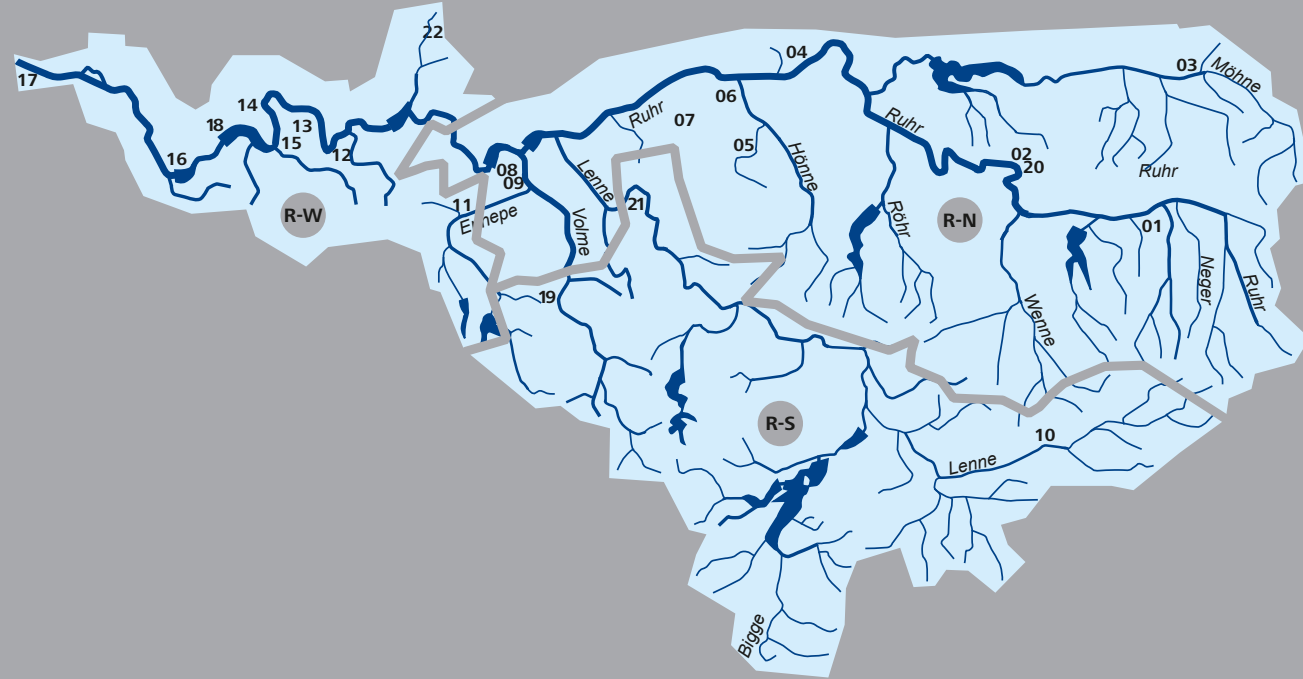 22
17
04
03
Möhne
14
06
Ruhr
07
Ruhr
18
13
15
05
12
Hönne
02
20
16
08
09
Lenne
Ruhr
11
Ennepe
R-W
21
Volme
Röhr
R-N
01
Neger
Ruhr
19
Wenne
R-S
10
Lenne
Bigge